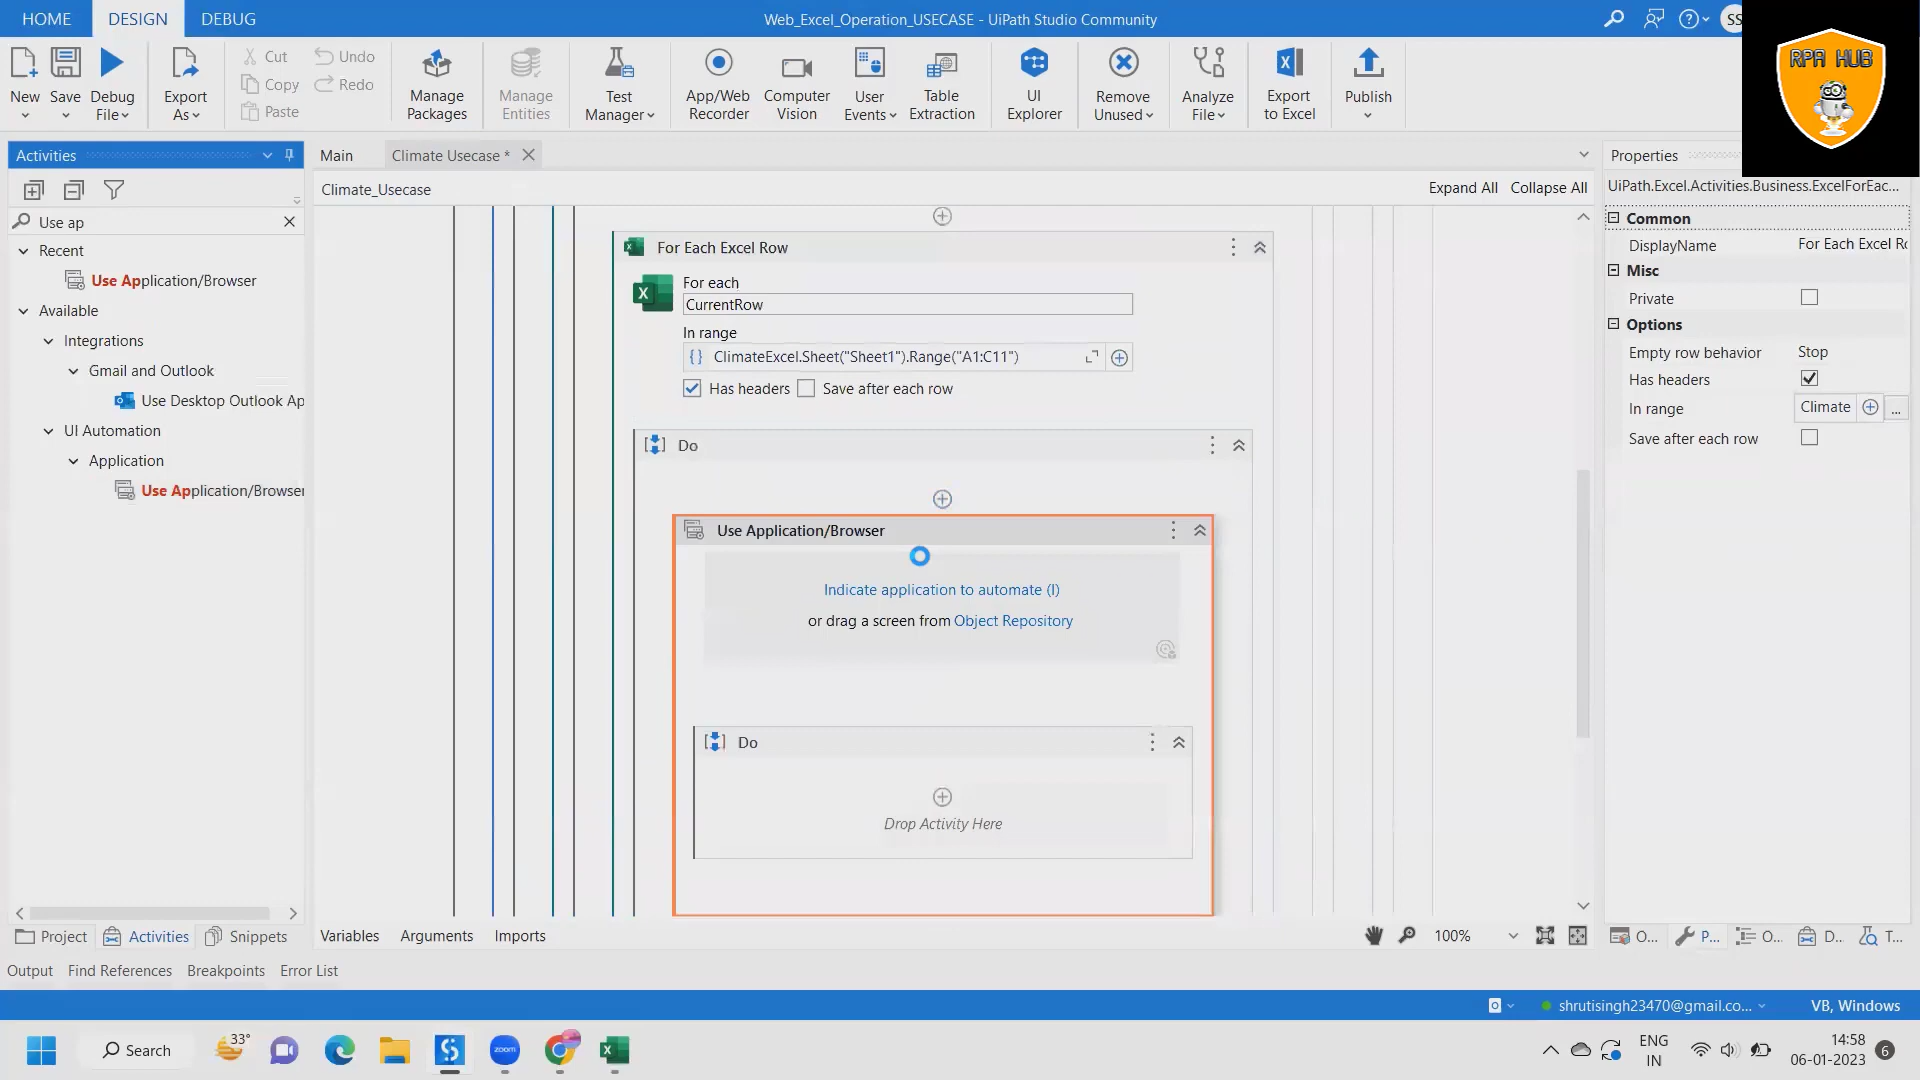 HOME DESIGN DEBUG Web_Excel_Operation_USECASE - UiPath Studio Community SS
RPA HUB
New Save Debug File Export As Cut Copy Paste Undo Redo Manage Packages Manage Entities Test Manager App/Web Recorder Computer Vision User Events Table Extraction UI Explorer Remove Unused Analyze File Export to Excel Publish
Activities
Use ap
Recent
Use Application/Browser
Available
Integrations
Gmail and Outlook
Use Desktop Outlook Ap
UI Automation
Application
Use Application/Browser
Project Activities Snippets
Main Climate Usecase *
Climate_Usecase Expand All Collapse All
For Each Excel Row
For each
CurrentRow
In range
ClimateExcel.Sheet("Sheet1").Range("A1:C11")
Has headers Save after each row
Do
Use Application/Browser
Indicate application to automate (I)
or drag a screen from Object Repository
Do
Drop Activity Here
Variables Arguments Imports 100%
Properties
UiPath.Excel.Activities.Business.ExcelForEac...
Common
DisplayName For Each Excel Ro
Misc
Private
Options
Empty row behavior Stop
Has headers
In range Climate ...
Save after each row
O... P... O... D... T...
Output Find References Breakpoints Error List
shrutisingh23470@gmail.co... VB, Windows
33°
Search
zoom
ENG
IN
14:58
06-01-2023
6